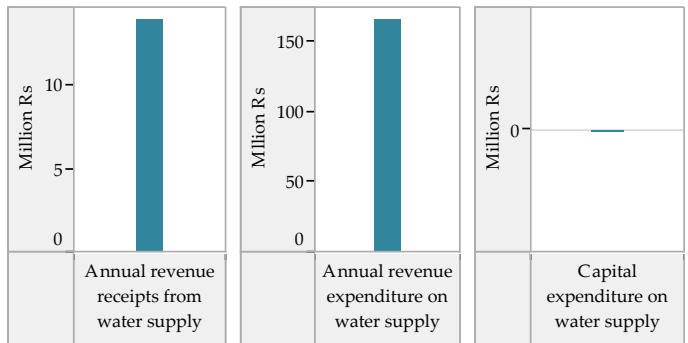 Million Rs
10
5
0
Annual revenue
receipts from
water supply
Mllion Rs
150
100
50
0
Annual revenue
expenditure on
water supply
Million Rs
0
Capital
expenditure on
water supply